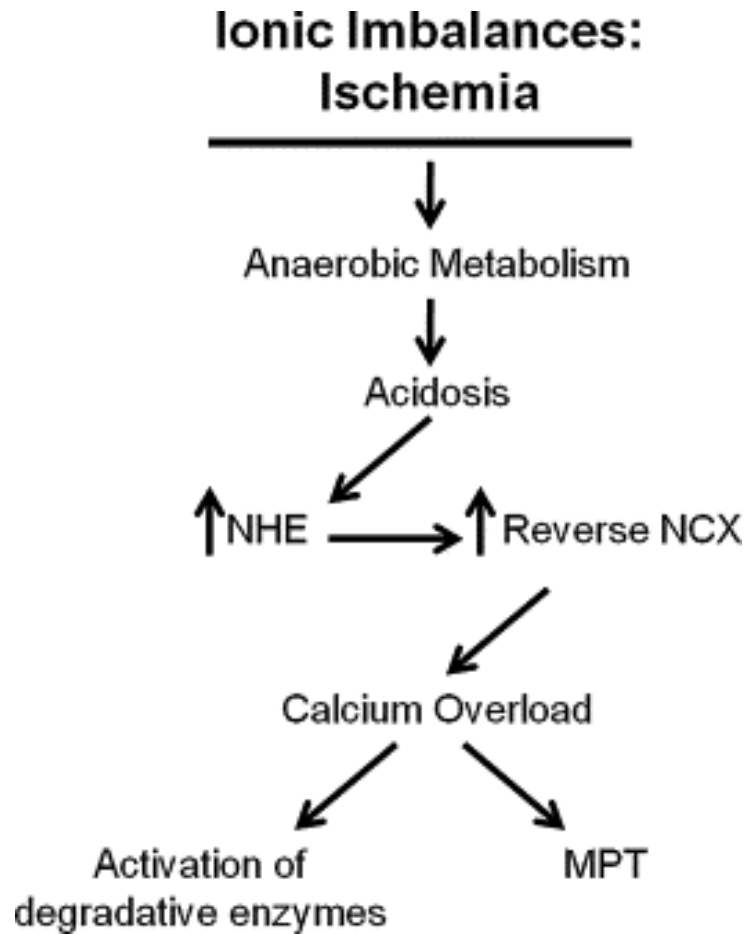 Ionic Imbalances:
Ischemia
Anaerobic Metabolism
Acidosis
↑NHE
↑ Reverse NCX
Calcium Overload
Activation of
degradative enzymes
MPT